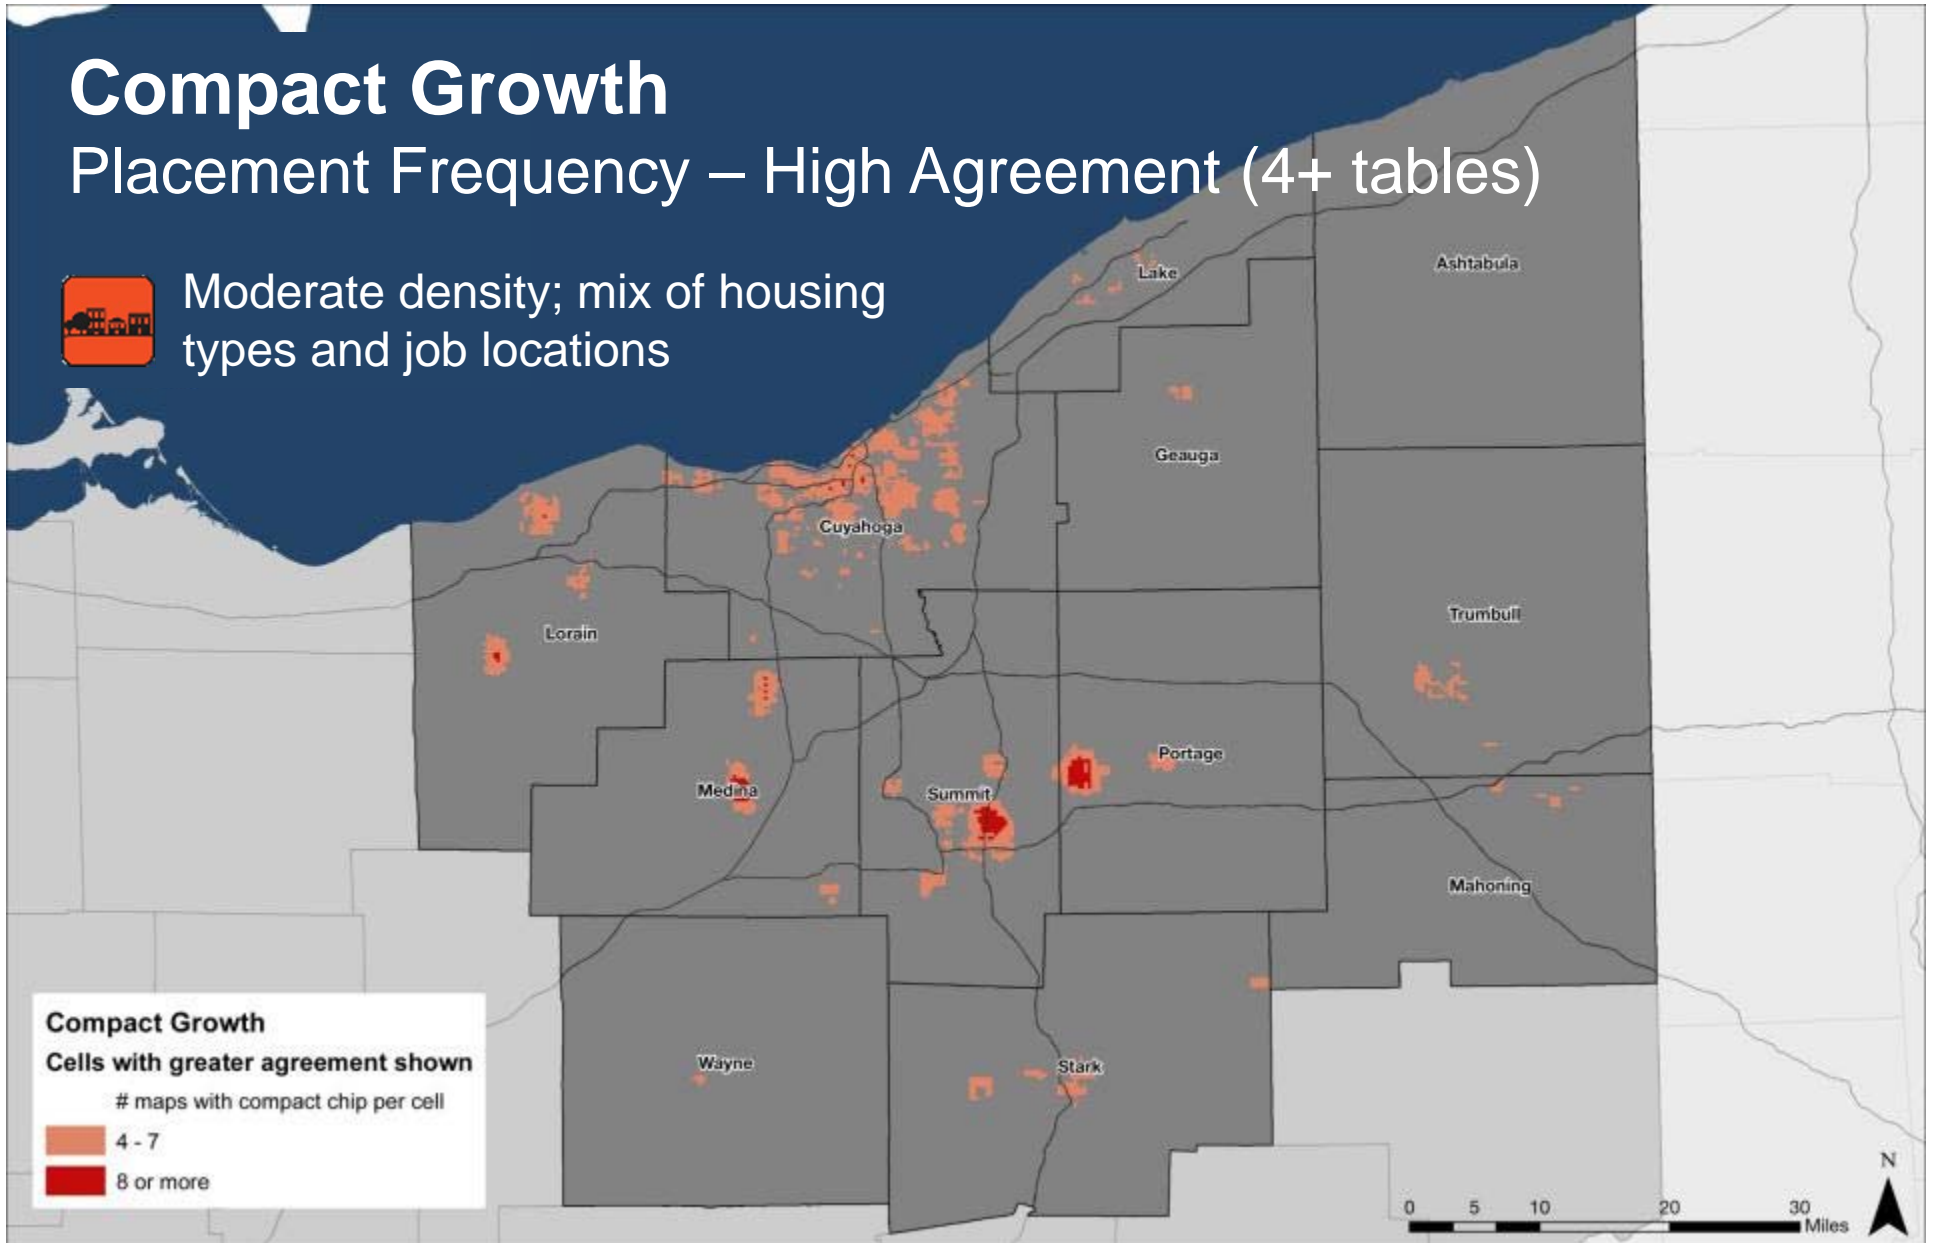 Compact Growth
Placement Frequency – High Agreement (4+ tables)
Moderate density; mix of housing
types and job locations
Lake
Ashtabula
Geauga
Cuyahoga
Lorain
Trumbull
Medina
Summit
Portage
Mahoning
Wayne
Stark
Compact Growth
Cells with greater agreement shown
# maps with compact chip per cell
4 - 7
8 or more
N
0 5 10 20 30
Miles